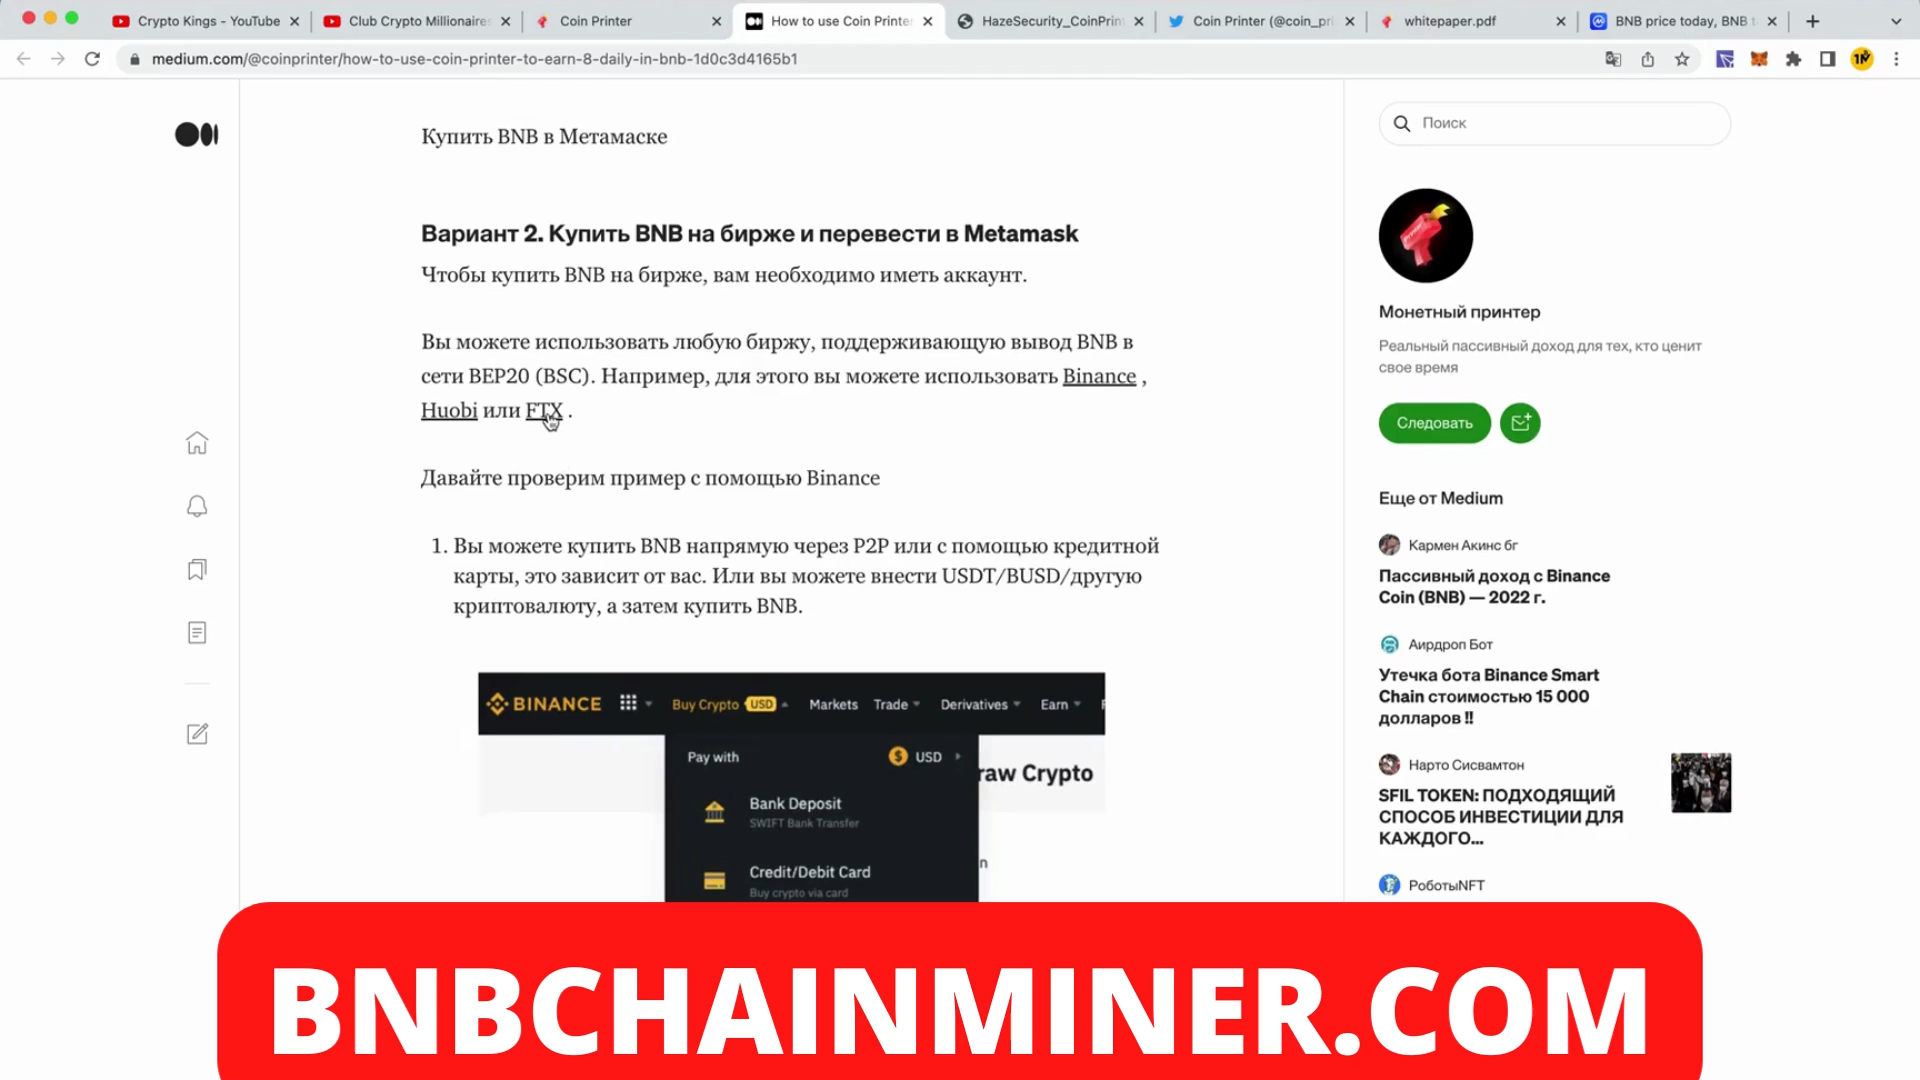 Crypto Kings - YouTube
Club Crypto Millionaires
Coin Printer
How to use Coin Printer
HazeSecurity_CoinPrint
Coin Printer (@coin_pri
whitepaper.pdf
BNB price today, BNB t
medium.com/@coinprinter/how-to-use-coin-printer-to-earn-8-daily-in-bnb-1d0c3d4165b1
Купить BNB в Метамаске
Вариант 2. Купить BNB на бирже и перевести в Metamask
Чтобы купить BNB на бирже, вам необходимо иметь аккаунт.
Вы можете использовать любую биржу, поддерживающую вывод BNB в
сети BEP20 (BSC). Например, для этого вы можете использовать Binance ,
Huobi или FTX .
Давайте проверим пример с помощью Binance
1. Вы можете купить BNB напрямую через P2P или с помощью кредитной
карты, это зависит от вас. Или вы можете внести USDT/BUSD/другую
криптовалюту, а затем купить BNB.
BINANCE
Buy Crypto USD
Markets
Trade
Derivatives
Earn
Pay with
USD
raw Crypto
Bank Deposit
SWIFT Bank Transfer
Credit/Debit Card
Buy crypto via card
n
Поиск
Монетный принтер
Реальный пассивный доход для тех, кто ценит
свое время
Следовать
Еще от Medium
Кармен Акинс бг
Пассивный доход с Binance
Coin (BNB) — 2022 г.
Аирдроп Бот
Утечка бота Binance Smart
Chain стоимостью 15 000
долларов !!
Нарто Сисвамтон
SFIL TOKEN: ПОДХОДЯЩИЙ
СПОСОБ ИНВЕСТИЦИИ ДЛЯ
КАЖДОГО...
РоботыNFT
BNBCHAINMINER.COM